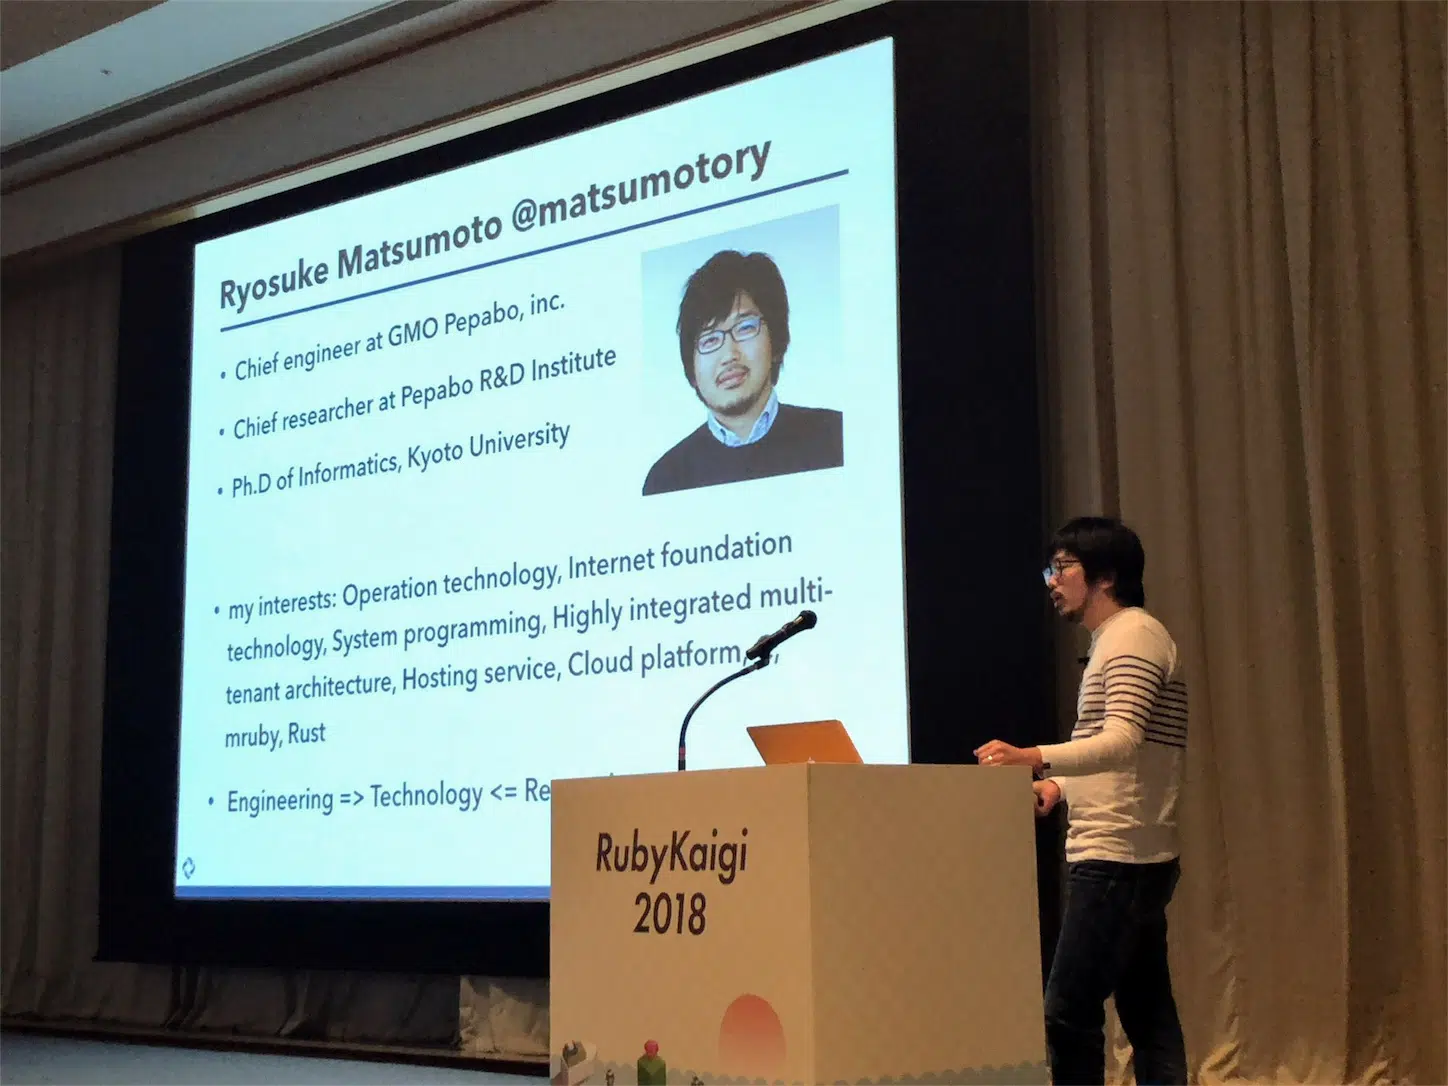 Ryosuke Matsumoto @matsumotory
• Chief engineer at GMO Pepabo, inc.
• Chief researcher at Pepabo R&D Institute
• Ph.D of Informatics, Kyoto University
• my interests: Operation technology, Internet foundation
technology, System programming, Highly integrated multi-
tenant architecture, Hosting service, Cloud platform,
mruby, Rust
• Engineering => Technology <=
RubyKaigi
2018